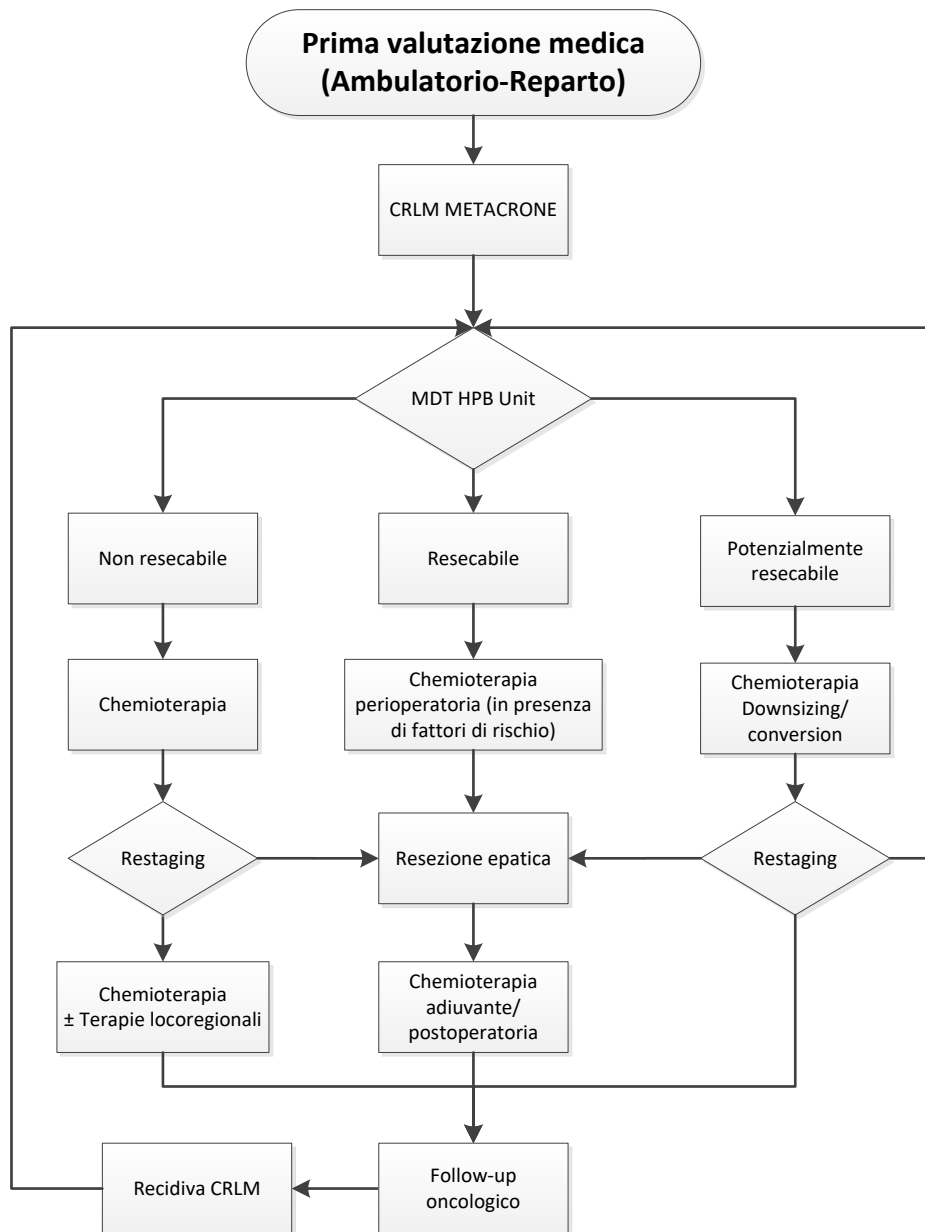 Prima valutazione medica
(Ambulatorio-Reparto)
CRLM METACRONE
MDT HPB Unit
Non resecabile
Resecabile
Potenzialmente
resecabile
Chemioterapia
Chemioterapia
perioperatoria (in presenza
di fattori di rischio)
Chemioterapia
Downsizing/
conversion
Restaging
Resezione epatica
Restaging
Chemioterapia
± Terapie locoregionali
Chemioterapia
adiuvante/
postoperatoria
Recidiva CRLM
Follow-up
oncologico